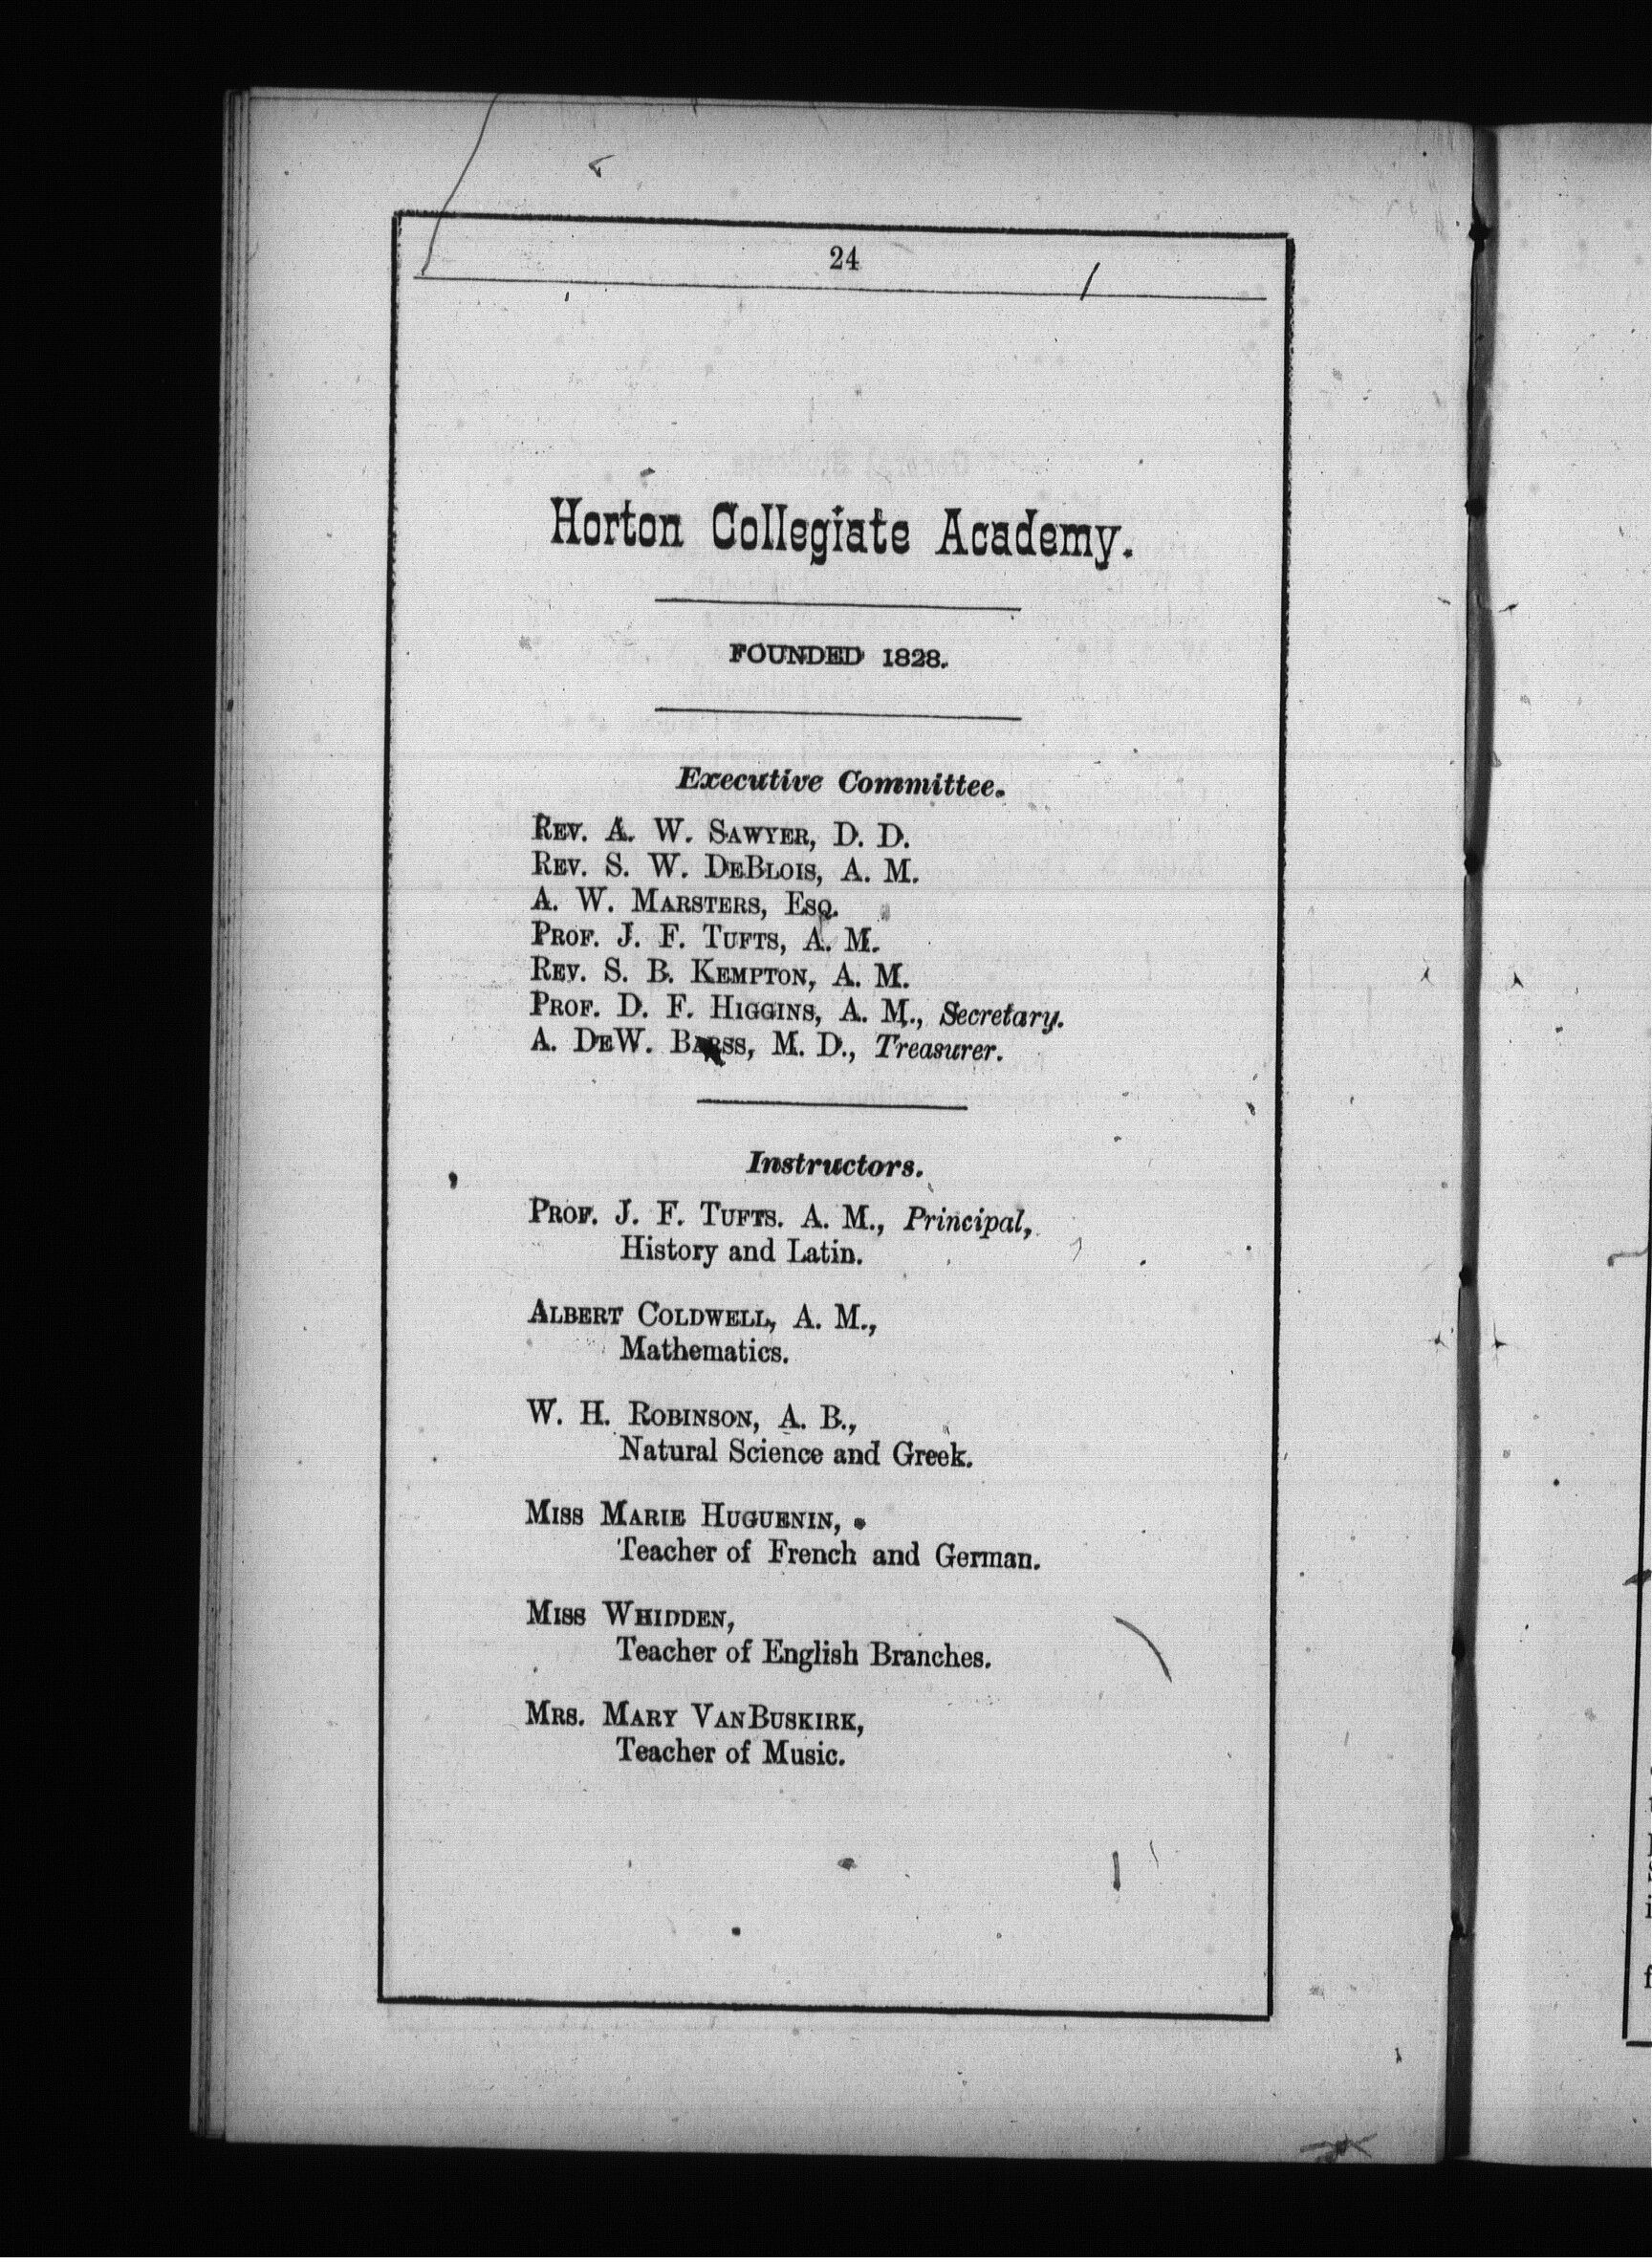 24
Horton Collegiate Academy.
FOUNDED 1828.
Executive Committee.
REV. A. W. SAWYER, D. D.
REV. S. W. DEBLOIS, A. M.
A. W. MARSTERS, ESQ.
PROF. J. F. TUFTS, A. M.
REV. S. B. KEMPTON, A. M.
PROF. D. F. HIGGINS, A. M., Secretary.
A. DEW. BARSS, M. D., Treasurer.
Instructors.
PROF. J. F. TUFTS. A. M., Principal,
History and Latin.
ALBERT COLDWELL, A. M.,
Mathematics.
W. H. ROBINSON, A. B.,
Natural Science and Greek.
MISS MARIE HUGUENIN,
Teacher of French and German.
MISS WHIDDEN,
Teacher of English Branches.
MRS. MARY VANBUSKIRK,
Teacher of Music.